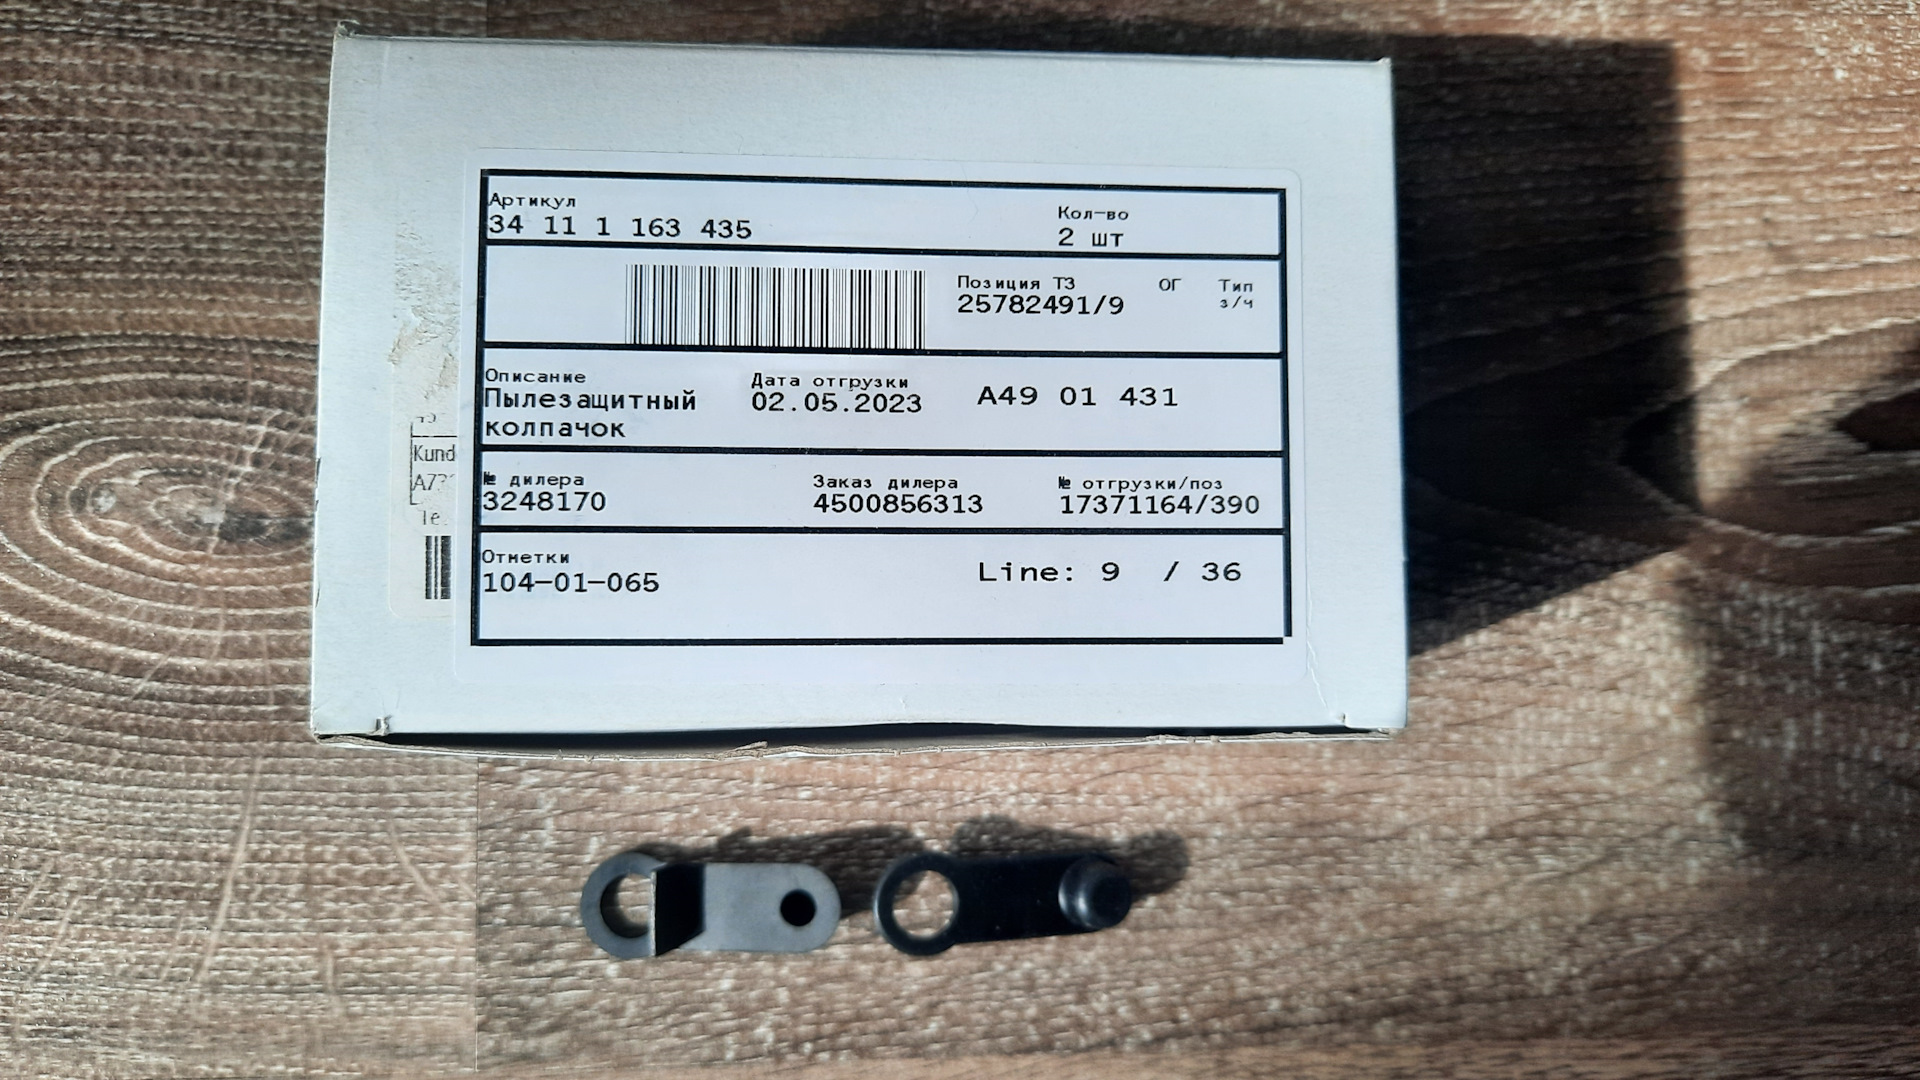 Артикул
34 11 1 163 435
Кол-во
2 шт
Позиция ТЗ
25782491/9
ОГ
Тип
з/ч
Описание
Пылезащитный
колпачок
Дата отгрузки
02.05.2023
A49 01 431
№ дилера
3248170
Заказ дилера
4500856313
№ отгрузки/поз
17371164/390
Отметки
104-01-065
Line: 9 / 36
Kund